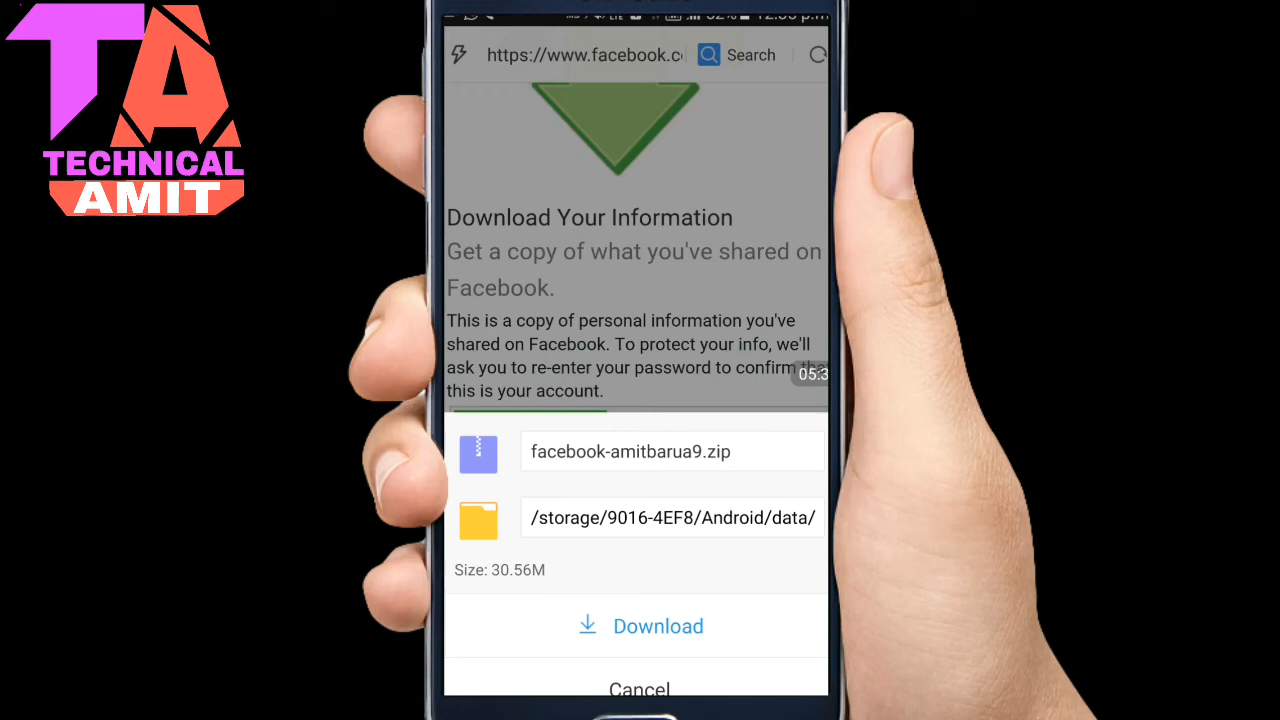 TA
TECHNICAL
AMIT
https://www.facebook.c
Search
Download Your Information
Get a copy of what you've shared on
Facebook.
This is a copy of personal information you've
shared on Facebook. To protect your info, we'll
ask you to re-enter your password to confirm
this is your account.
05:3
facebook-amitbarua9.zip
/storage/9016-4EF8/Android/data/
Size: 30.56M
Download
Cancel